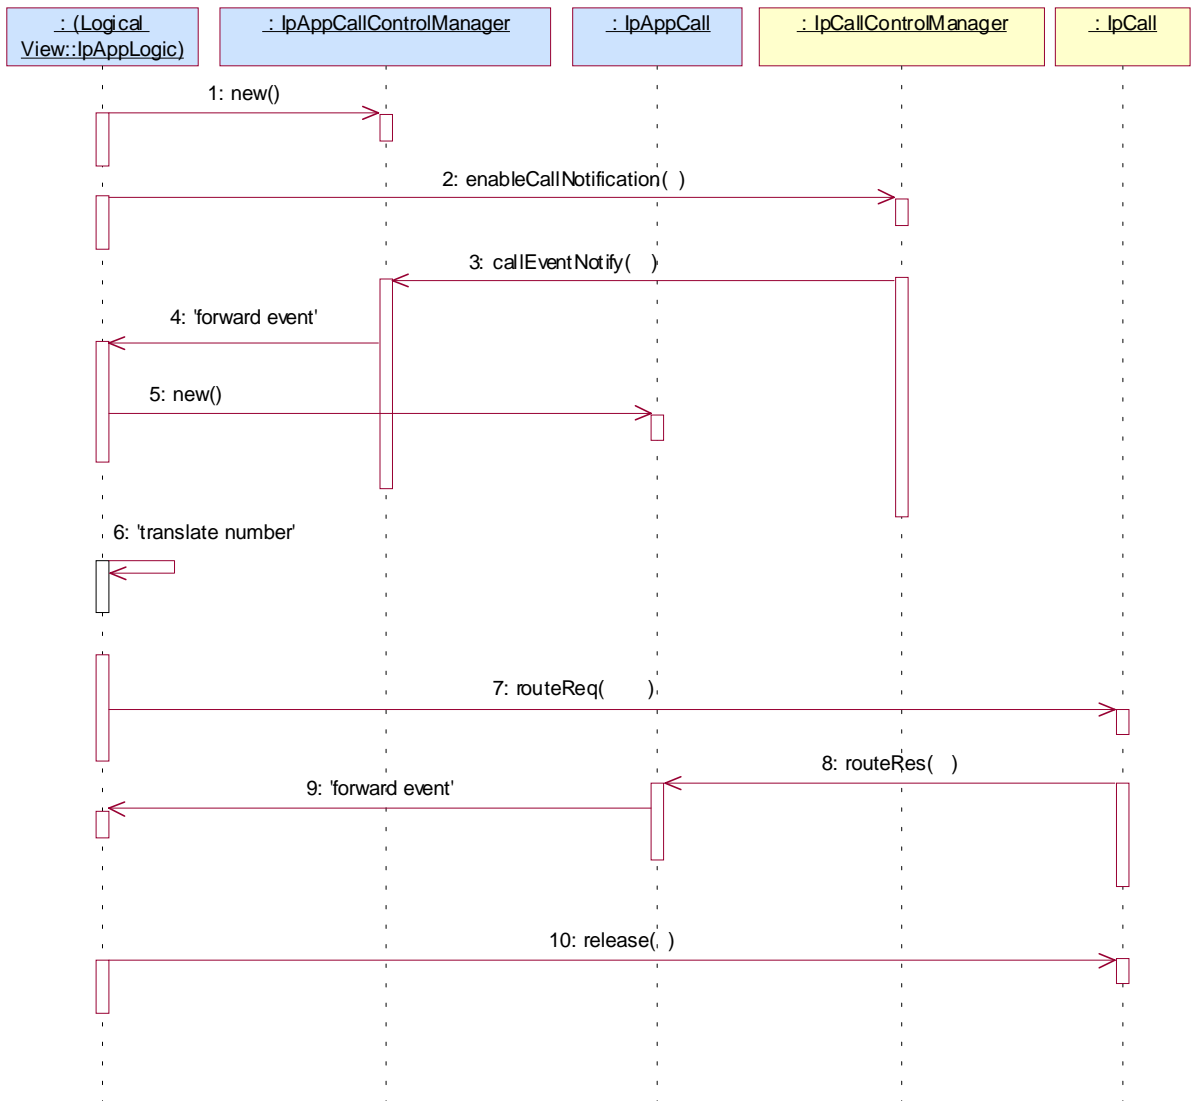 : (Logical
View::IpAppLogic)
: IpAppCallControlManager
: IpAppCall
: IpCallControlManager
: IpCall
1: new()
2: enableCallNotification( )
3: callEventNotify( )
4: 'forward event'
5: new()
6: 'translate number'
7: routeReq( )
8: routeRes( )
9: 'forward event'
10: release( )